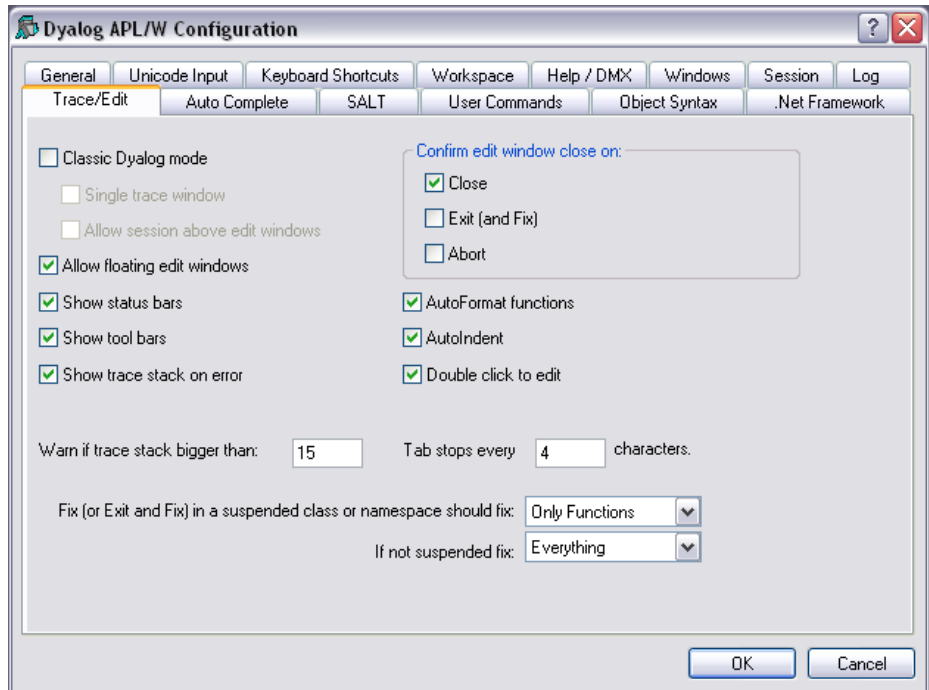 Dyalog APL/W Configuration
General Unicode Input Keyboard Shortcuts Workspace Help / DMX Windows Session Log
Trace/Edit Auto Complete SALT User Commands Object Syntax .Net Framework
Classic Dyalog mode
Single trace window
Allow session above edit windows
Allow floating edit windows
Show status bars
Show tool bars
Show trace stack on error
Confirm edit window close on:
Close
Exit (and Fix)
Abort
AutoFormat functions
AutoIndent
Double click to edit
Warn if trace stack bigger than: 15 Tab stops every 4 characters.
Fix (or Exit and Fix) in a suspended class or namespace should fix: Only Functions
If not suspended fix: Everything
OK Cancel